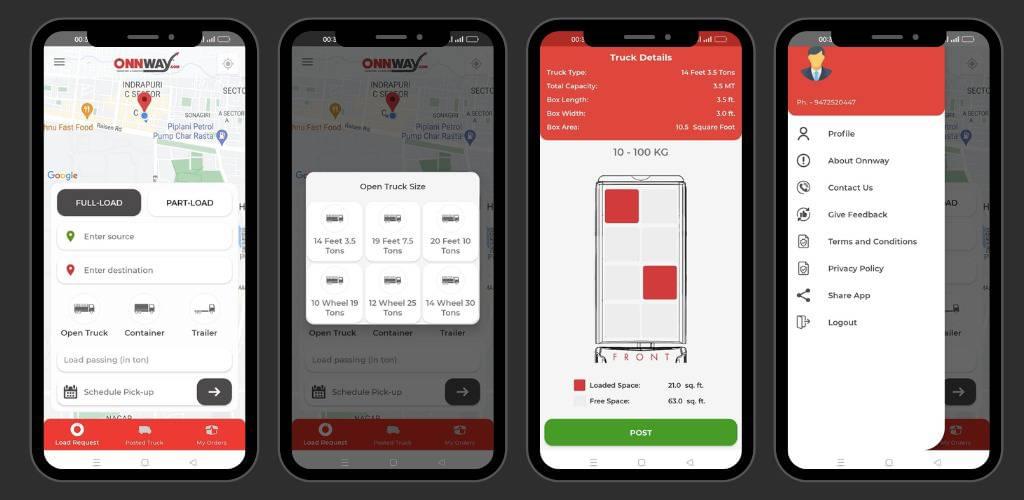 00:3
ONNWAY.COM
INDRAPURI
C SECTOR
SECTO
SONAGIRI
A SECTOR
hnu Fast Food
Raisen Rd
Piplani Petrol
Pump Char Rasta
Google
FULL-LOAD
PART-LOAD
H
Enter source
Enter destination
Open Truck
Container
Trailer
Load passing (in ton)
Schedule Pick-up
NAGAR
Load Request
Posted Truck
My Orders
00:3
ONNWAY.COM
INDRAPURI
C SECTOR
SECTO
SONAGIRI
A SECTOR
hnu Fast Food
Raisen Rd
Piplani Petrol
Pump Char Rasta
Google
Open Truck Size
14 Feet 3.5
Tons
19 Feet 7.5
Tons
20 Feet 10
Tons
10 Wheel 19
Tons
12 Wheel 25
Tons
14 Wheel 30
Tons
Open Truck
Container
Trailer
Load passing (in ton)
Schedule Pick-up
Load Request
Posted Truck
My Orders
00:3
Truck Details
Truck Type: 14 Feet 3.5 Tons
Total Capacity: 3.5 MT
Box Length: 3.5 ft.
Box Width: 3.0 ft.
Box Area: 10.5 Square Foot
10 - 100 KG
FRONT
Loaded Space: 21.0 sq. ft.
Free Space: 63.0 sq. ft.
POST
00:3
Ph. - 9472520447
SECTO
A SECTOR
Profile
About Onnway
Contact Us
Give Feedback
Terms and Conditions
Privacy Policy
Share App
Logout
AD
H
My Orders